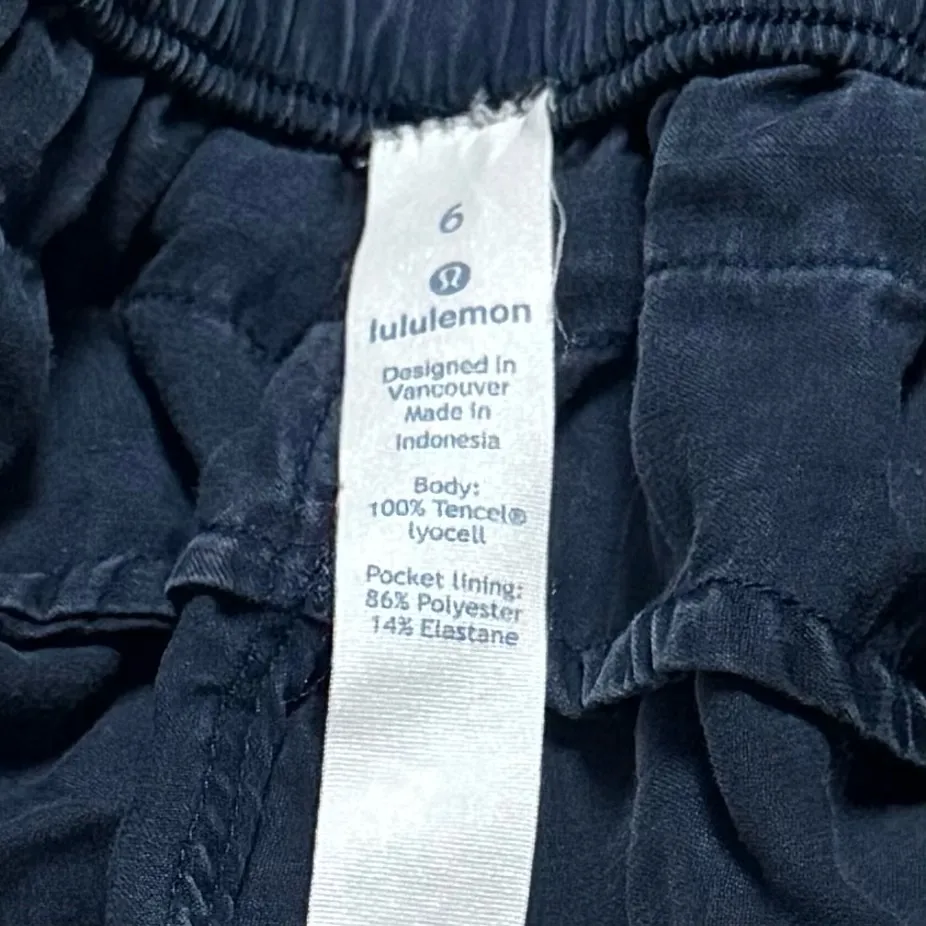 6
lululemon
Designed in
Vancouver
Made in
Indonesia
Body:
100% Tencel®
lyocell
Pocket lining:
86% Polyester
14% Elastane